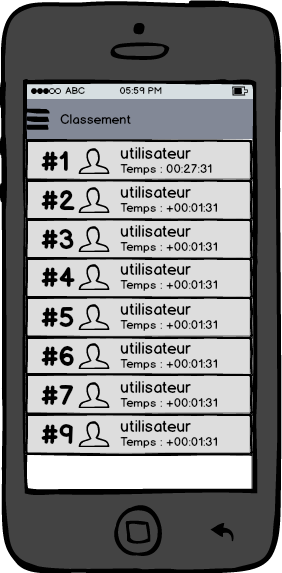 ABC 05:59 PM
Classement
#1 utilisateur
Temps : 00:27:31
#2 utilisateur
Temps : +00:01:31
#3 utilisateur
Temps : +00:01:31
#4 utilisateur
Temps : +00:01:31
#5 utilisateur
Temps : +00:01:31
#6 utilisateur
Temps : +00:01:31
#7 utilisateur
Temps : +00:01:31
#9 utilisateur
Temps : +00:01:31